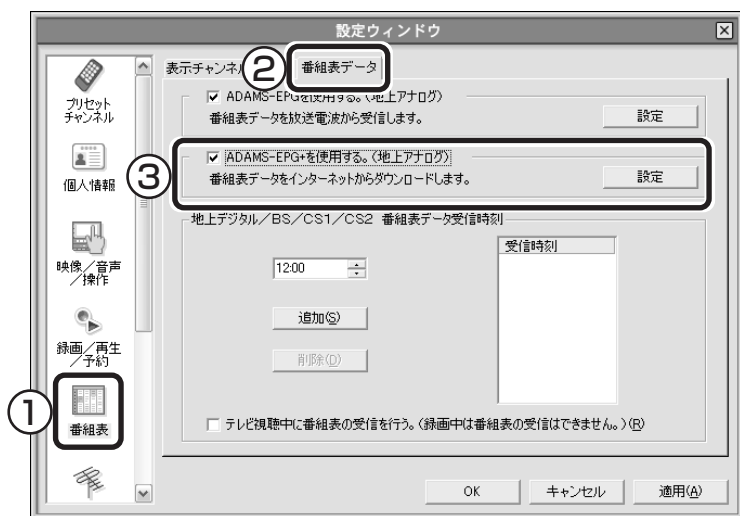 設定ウィンドウ
②
表示チャンネル 番組表データ
プリセット
チャンネル
ADAMS-EPGを使用する。(地上アナログ)
番組表データを放送電波から受信します。
設定
③
個人情報
ADAMS-EPG+を使用する。(地上アナログ)
番組表データをインターネットからダウンロードします。
設定
地上デジタル/BS/CS1/CS2 番組表データ受信時刻
受信時刻
映像/音声
/操作
12:00
追加(S)
録画/再生
/予約
削除(D)
①
番組表
テレビ視聴中に番組表の受信を行う。(録画中は番組表の受信はできません。)(R)
OK
キャンセル
適用(A)